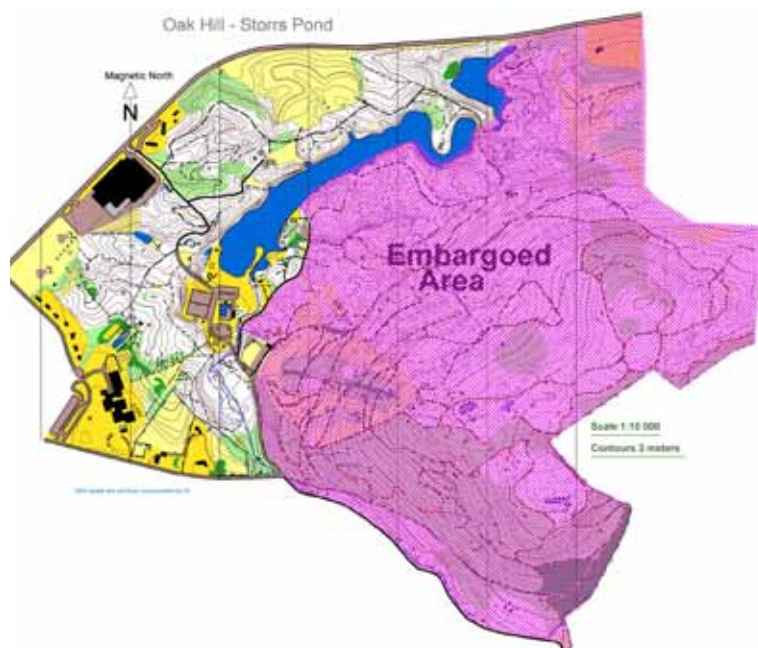 Oak Hill - Storrs Pond
Magnetic North
N
Embargoed
Area
Scale 1:10 000
Contours 3 meters